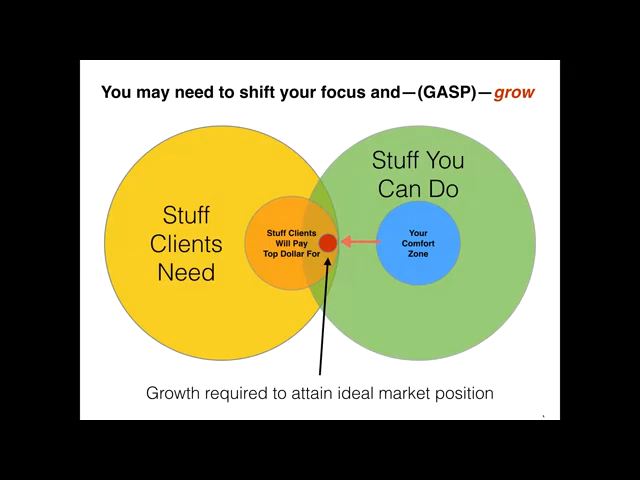 You may need to shift your focus and—(GASP)—grow
Stuff You
Can Do
Stuff
Clients
Need
Stuff Clients
Will Pay
Top Dollar For
Your
Comfort
Zone
Growth required to attain ideal market position